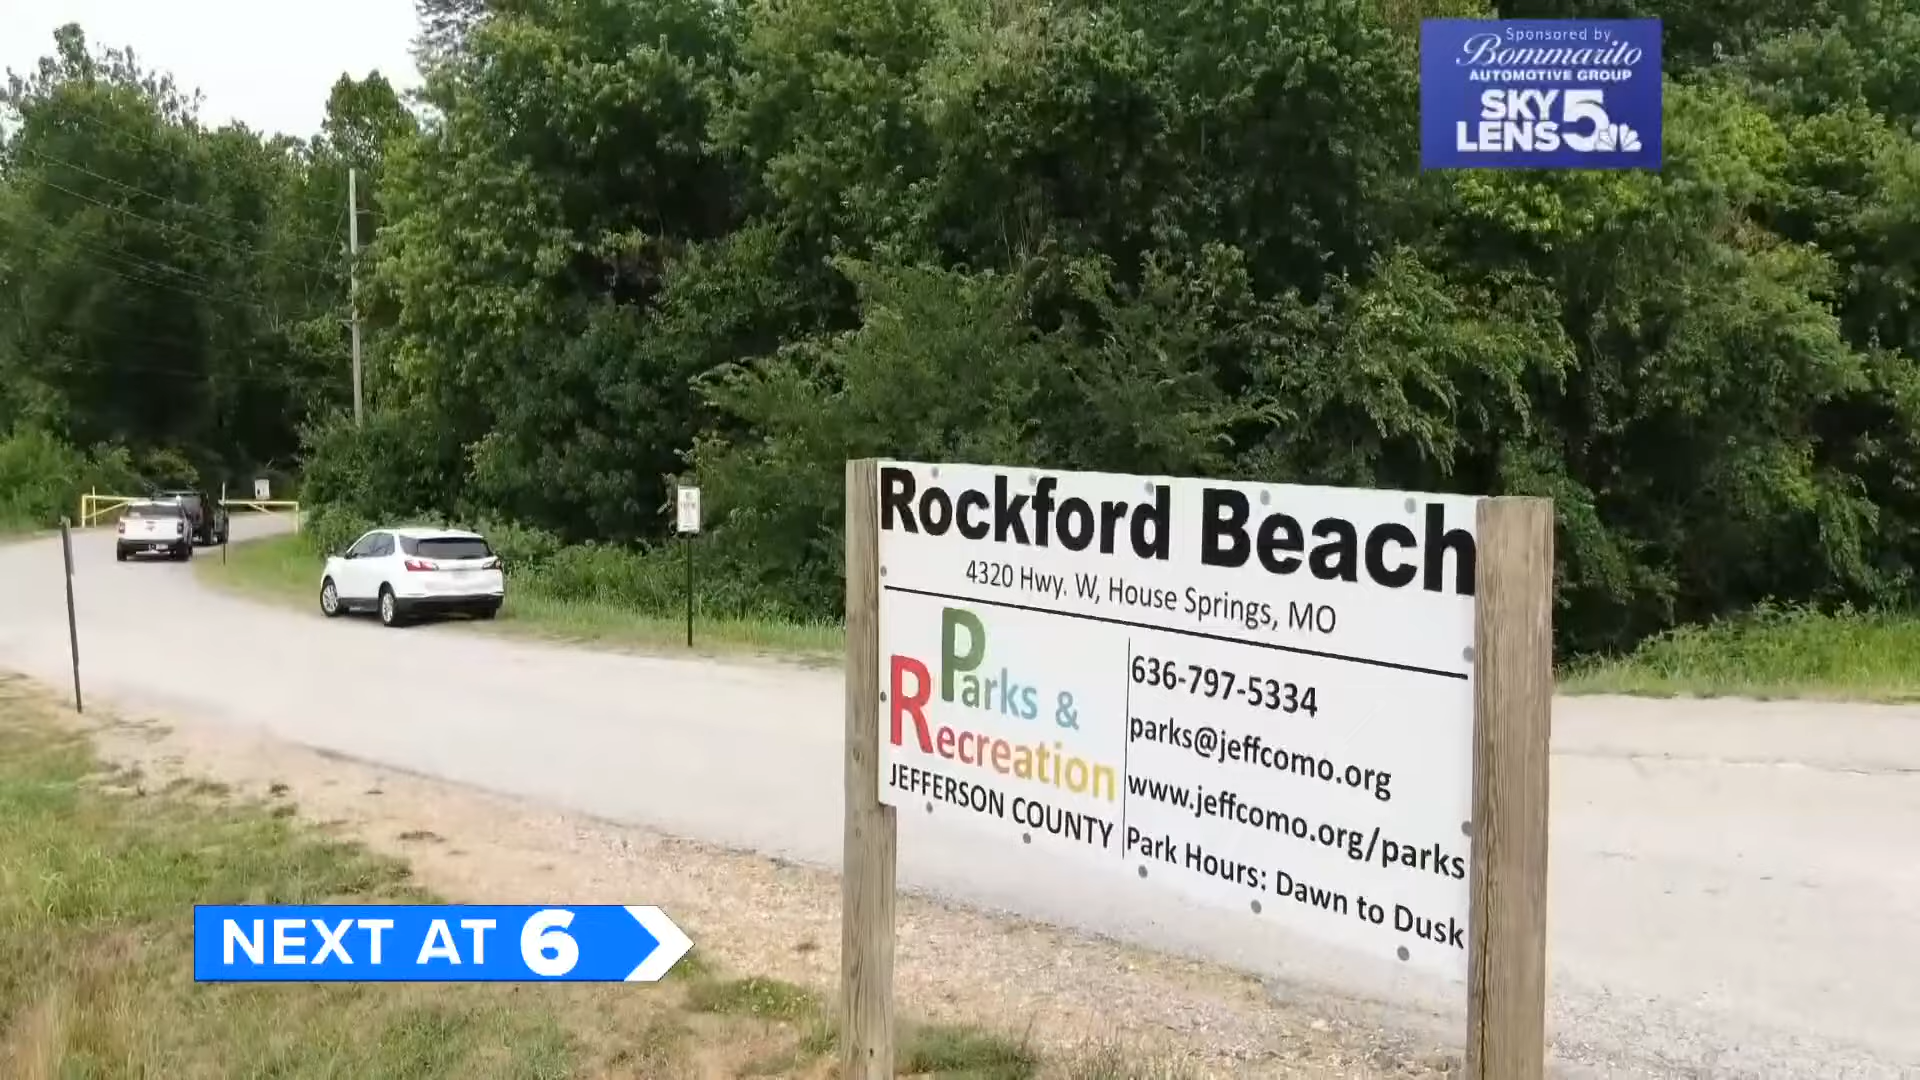 Sponsored by
Bommarito
AUTOMOTIVE GROUP
SKY
LENS 5
Rockford Beach
4320 Hwy. W, House Springs, MO
Parks &
Recreation
JEFFERSON COUNTY
636-797-5334
parks@jeffcomo.org
www.jeffcomo.org/parks
Park Hours: Dawn to Dusk
NEXT AT 6